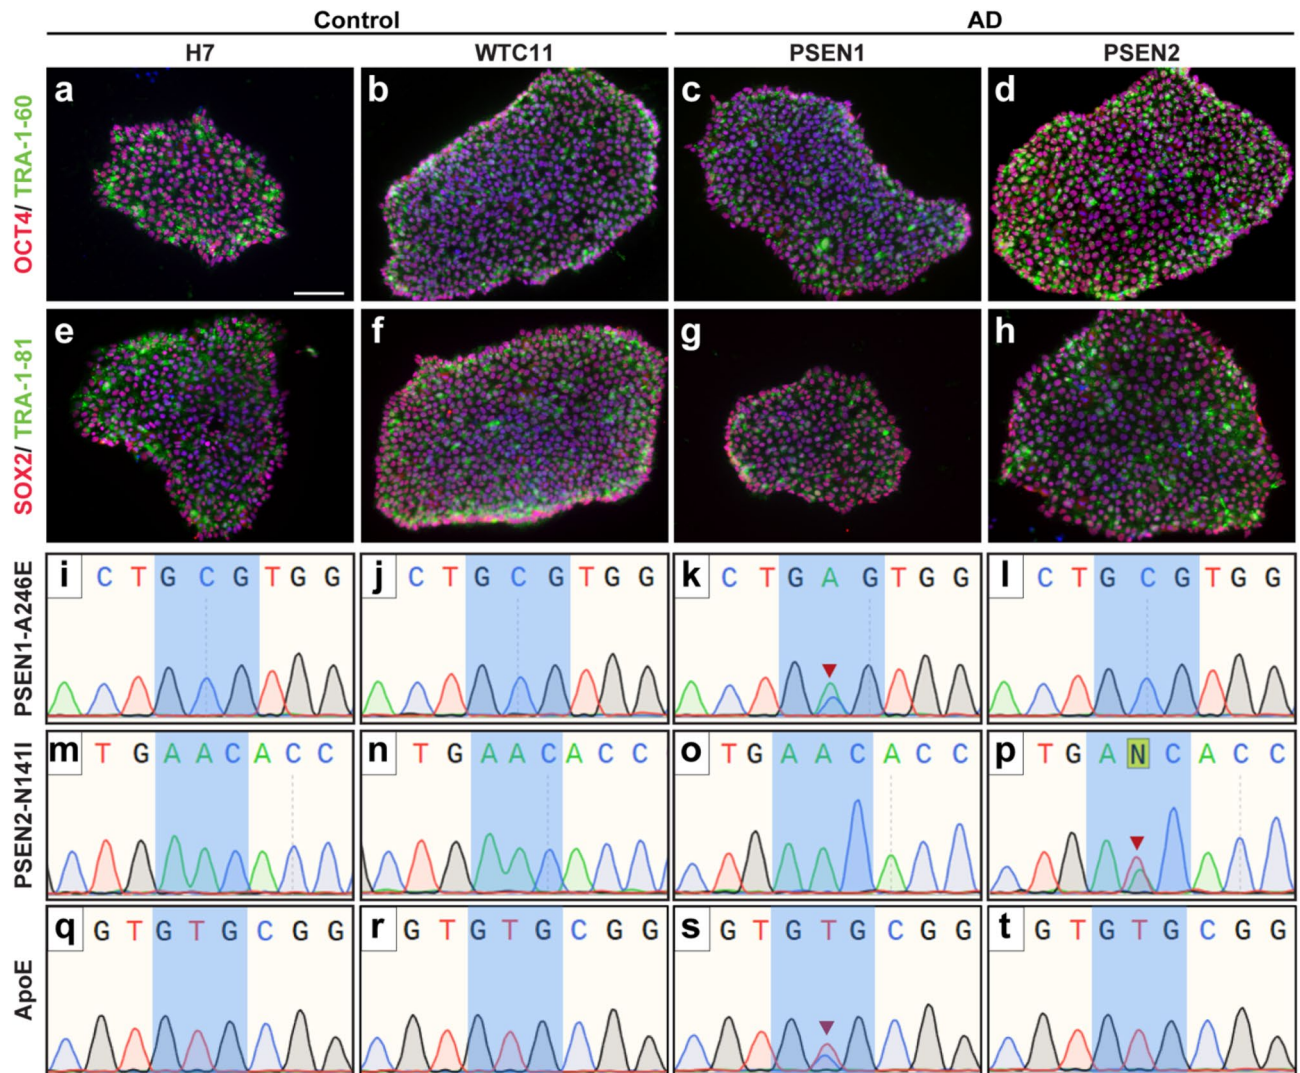 Control AD
H7 WTC11 PSEN1 PSEN2
OCT4/ TRA-1-60
a b c d
SOX2/ TRA-1-81
e f g h
PSEN1-A246E
i C T G C G T G G
j C T G C G T G G
k C T G A G T G G
l C T G C G T G G
PSEN2-N141I
m T G A A C A C C
n T G A A C A C C
o T G A A C A C C
p T G A N C A C C
ApoE
q G T G T G C G G
r G T G T G C G G
s G T G T G C G G
t G T G T G C G G